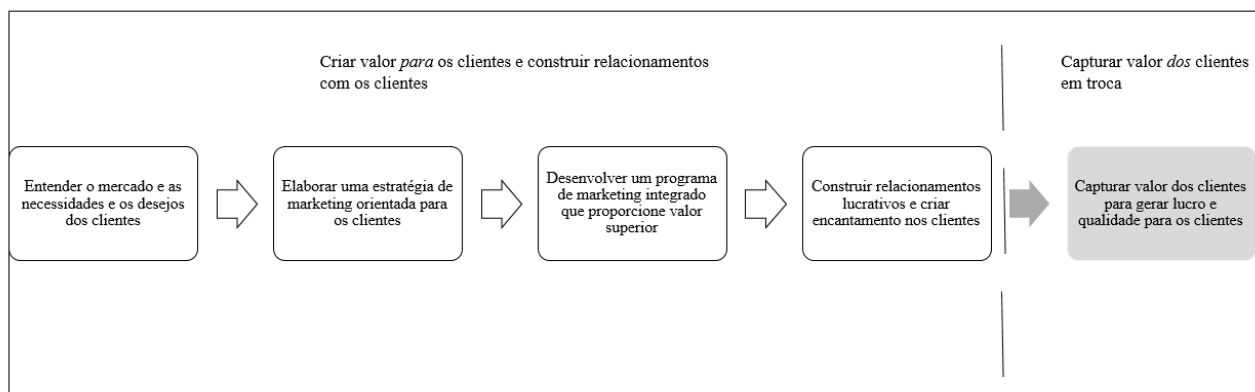 Criar valor para os clientes e construir relacionamentos
com os clientes
Capturar valor dos clientes
em troca
Entender o mercado e as
necessidades e os desejos
dos clientes
Elaborar uma estratégia de
marketing orientada para
os clientes
Desenvolver um programa
de marketing integrado
que proporcione valor
superior
Construir relacionamentos
lucrativos e criar
encantamento nos clientes
Capturar valor dos clientes
para gerar lucro e
qualidade para os clientes